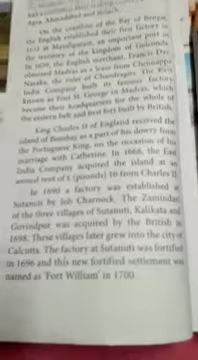 Agra, Ahmadabad and Broach.
On the coastline of the Bay of Bengal,
the English established their first factory in
1611 at Masulipatam, an important port in
the territory of the kingdom of Golconda.
In 1639, the English merchant, Francis Day
obtained Madras as a lease from Chennappa
Nayaka, the ruler of Chandragiri. The East
India Company built its famous factory
known as Fort St. George in Madras, which
became their headquarters for the whole of
the eastern belt and first fort built by British.
King Charles II of England received the
island of Bombay as a part of his dowry from
the Portuguese King, on the occasion of his
marriage with Catherine. In 1668, the East
India Company acquired the island at an
annual rent of £ (pounds) 10 from Charles II.
In 1690 a factory was established at
Sutanuti by Job Charnock. The Zamindari
of the three villages of Sutanuti, Kalikata and
Govindpur was acquired by the British in
1698. These villages later grew into the city of
Calcutta. The factory at Sutanuti was fortified
in 1696 and this new fortified settlement was
named as 'Fort William' in 1700.